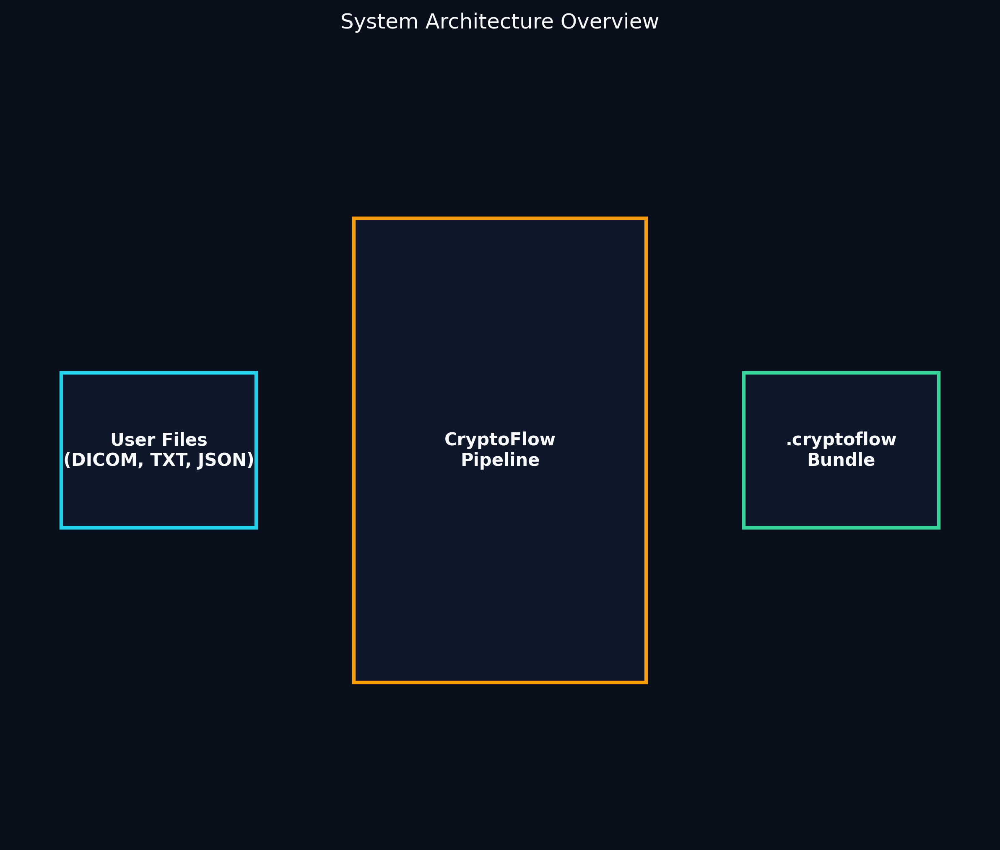 System Architecture Overview
User Files
(DICOM, TXT, JSON)
CryptoFlow
Pipeline
.cryptoflow
Bundle